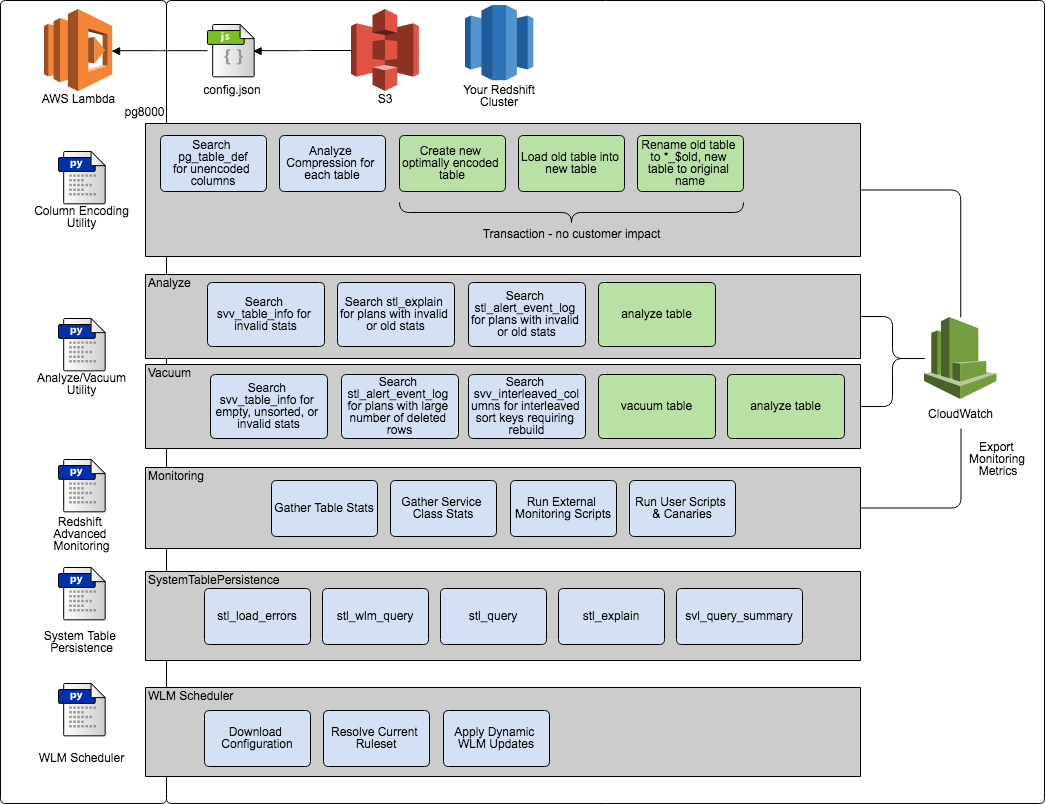 js
{ }
AWS Lambda
config.json
S3
Your Redshift
Cluster
pg8000
py
Column Encoding
Utility
Search
pg_table_def
for unencoded
columns
Analyze
Compression for
each table
Create new
optimally encoded
table
Load old table into
new table
Rename old table
to *_$old, new
table to original
name
Transaction - no customer impact
py
Analyze/Vacuum
Utility
Analyze
Search
svv_table_info for
invalid stats
Search stl_explain
for plans with invalid
or old stats
Search
stl_alert_event_log
for plans with invalid
or old stats
analyze table
Vacuum
Search
svv_table_info for
empty, unsorted, or
invalid stats
Search
stl_alert_event_log
for plans with large
number of deleted
rows
Search
svv_interleaved_col
umns for interleaved
sort keys requiring
rebuild
vacuum table
analyze table
CloudWatch
Export
Monitoring
Metrics
py
Redshift
Advanced
Monitoring
Monitoring
Gather Table Stats
Gather Service
Class Stats
Run External
Monitoring Scripts
Run User Scripts
& Canaries
py
System Table
Persistence
SystemTablePersistence
stl_load_errors
stl_wlm_query
stl_query
stl_explain
svl_query_summary
py
WLM Scheduler
WLM Scheduler
Download
Configuration
Resolve Current
Ruleset
Apply Dynamic
WLM Updates